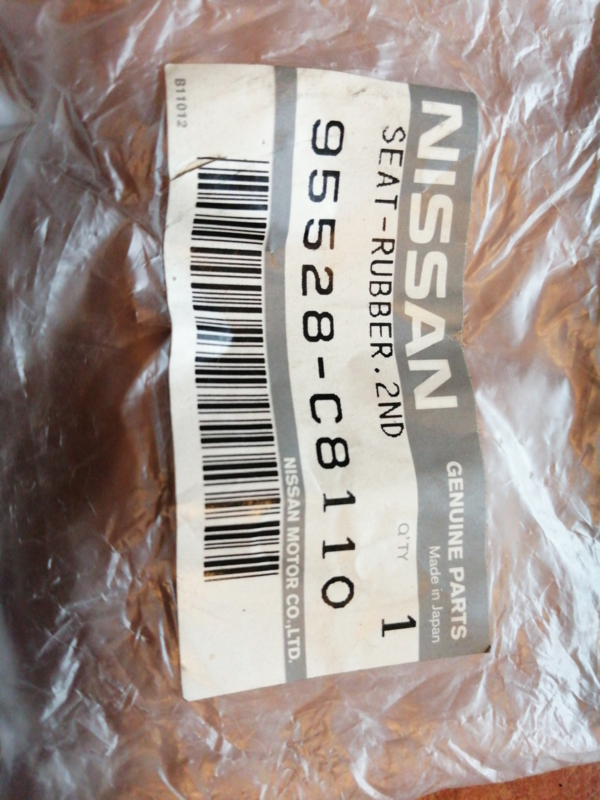 NISSAN
GENUINE PARTS
Made in Japan
SEAT-RUBBER.2ND
Q'TY
1
95528-C8110
NISSAN MOTOR CO.,LTD.
B11012